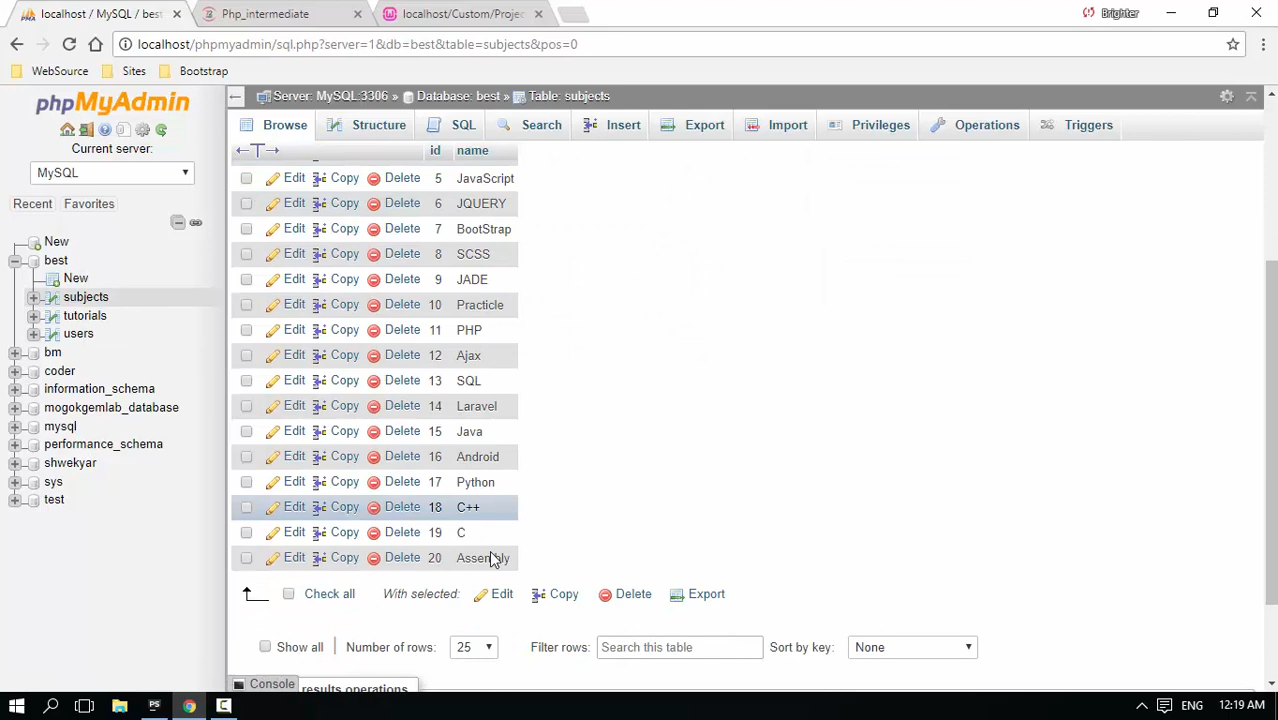 localhost / MySQL / bes
Php_intermediate
localhost/Custom/Projec
Brighter
localhost/phpmyadmin/sql.php?server=1&db=best&table=subjects&pos=0
WebSource
Sites
Bootstrap
phpMyAdmin
Current server:
MySQL
Recent
Favorites
New
best
New
subjects
tutorials
users
bm
coder
information_schema
mogokgemlab_database
mysql
performance_schema
shwekyar
sys
test
Server: MySQL:3306 » Database: best » Table: subjects
Browse Structure SQL Search Insert Export Import Privileges Operations Triggers
id name
Edit Copy Delete 5 JavaScript
Edit Copy Delete 6 JQUERY
Edit Copy Delete 7 BootStrap
Edit Copy Delete 8 SCSS
Edit Copy Delete 9 JADE
Edit Copy Delete 10 Practicle
Edit Copy Delete 11 PHP
Edit Copy Delete 12 Ajax
Edit Copy Delete 13 SQL
Edit Copy Delete 14 Laravel
Edit Copy Delete 15 Java
Edit Copy Delete 16 Android
Edit Copy Delete 17 Python
Edit Copy Delete 18 C++
Edit Copy Delete 19 C
Edit Copy Delete 20 Assembly
Check all With selected: Edit Copy Delete Export
Show all Number of rows: 25 Filter rows: Search this table Sort by key: None
Console
results operations
PS
ENG
12:19 AM